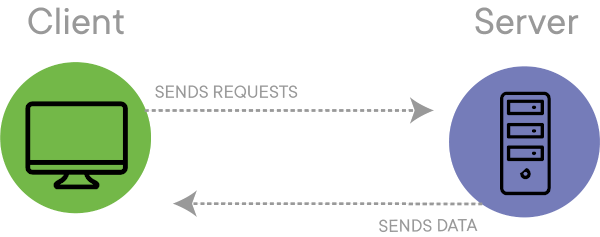 Client
Server
SENDS REQUESTS
SENDS DATA